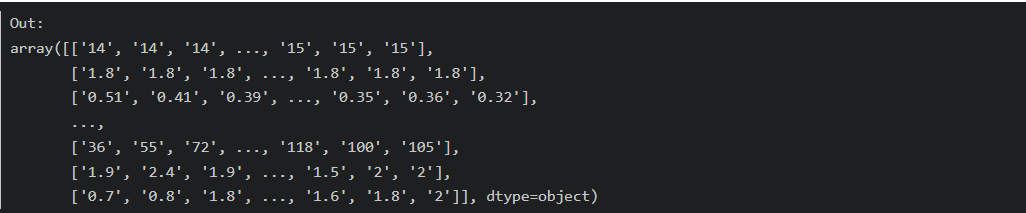 Out:
array([['14', '14', '14', ..., '15', '15', '15'],
['1.8', '1.8', '1.8', ..., '1.8', '1.8', '1.8'],
['0.51', '0.41', '0.39', ..., '0.35', '0.36', '0.32'],
...,
['36', '55', '72', ..., '118', '100', '105'],
['1.9', '2.4', '1.9', ..., '1.5', '2', '2'],
['0.7', '0.8', '1.8', ..., '1.6', '1.8', '2']], dtype=object)